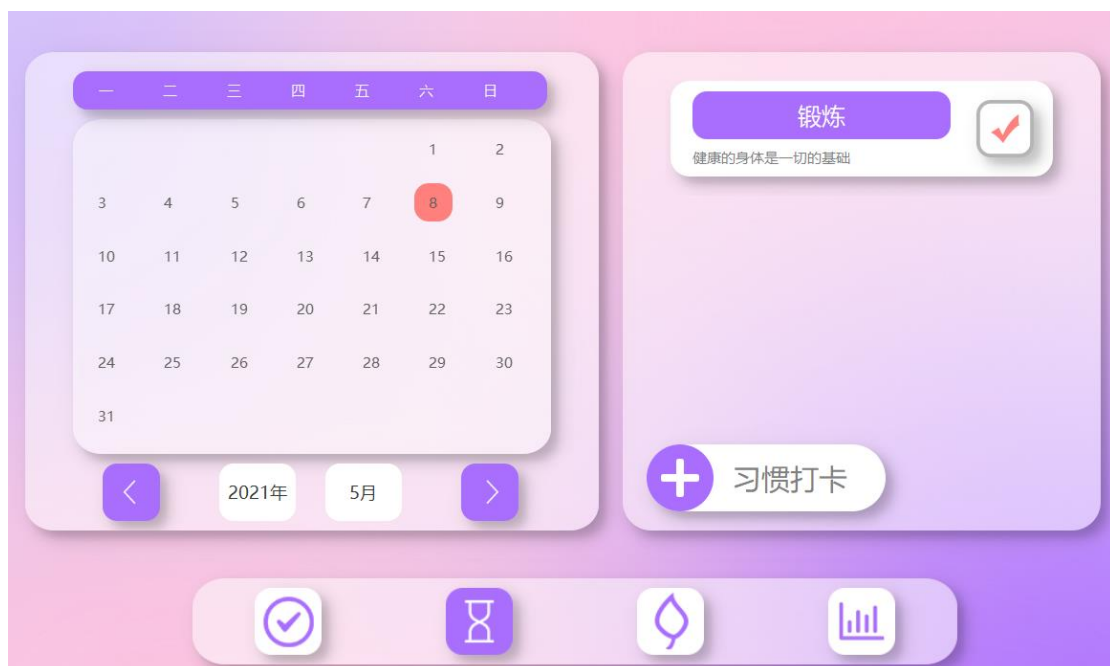 一 二 三 四 五 六 日
1 2
3 4 5 6 7 8 9
10 11 12 13 14 15 16
17 18 19 20 21 22 23
24 25 26 27 28 29 30
31
2021年 5月
锻炼
健康的身体是一切的基础
习惯打卡